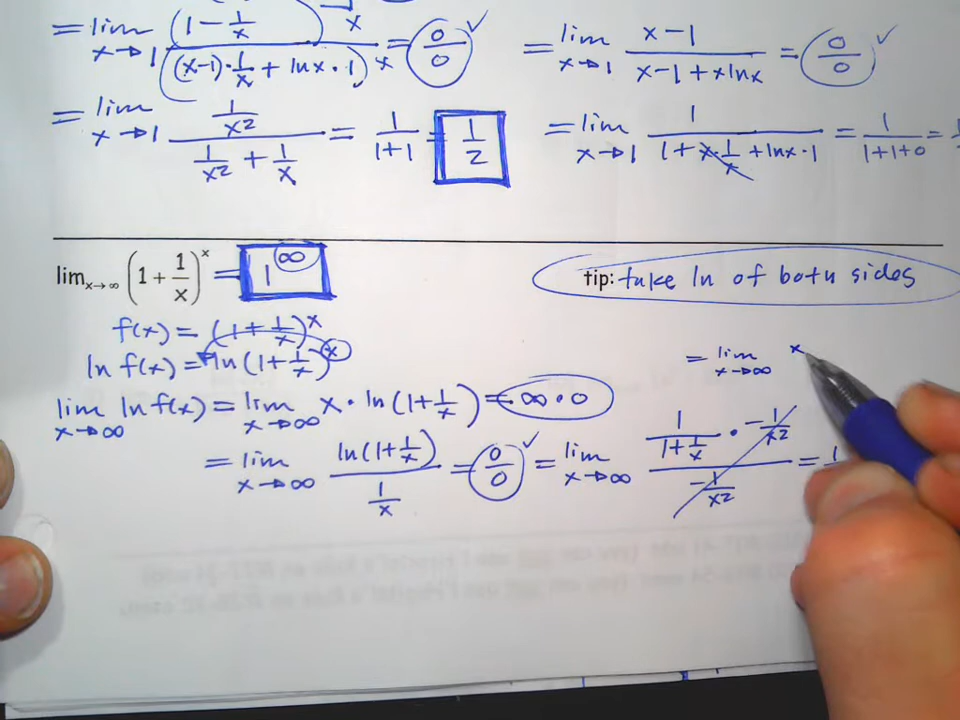 = lim x→1 (1 - 1/x) x / ((x-1)·1/x + ln x · 1) x = 0/0 ✓
= lim x→1 (1/x²) / (1/x² + 1/x) = 1/(1+1) = 1/2
= lim x→1 (x-1) / (x-1+x ln x) = 0/0 ✓
= lim x→1 1 / (1 + x·1/x + ln x · 1) = 1/(1+1+0) =
lim x→∞ (1 + 1/x)^x = 1^∞
tip: take ln of both sides
f(x) = (1 + 1/x)^x
ln f(x) = ln(1 + 1/x)^x
= lim x→∞ x
lim x→∞ ln f(x) = lim x→∞ x · ln(1 + 1/x) = ∞ · 0
= lim x→∞ ln(1 + 1/x) / (1/x) = 0/0 ✓ = lim x→∞ (1/(1 + 1/x) · -1/x²) / (-1/x²) = 1